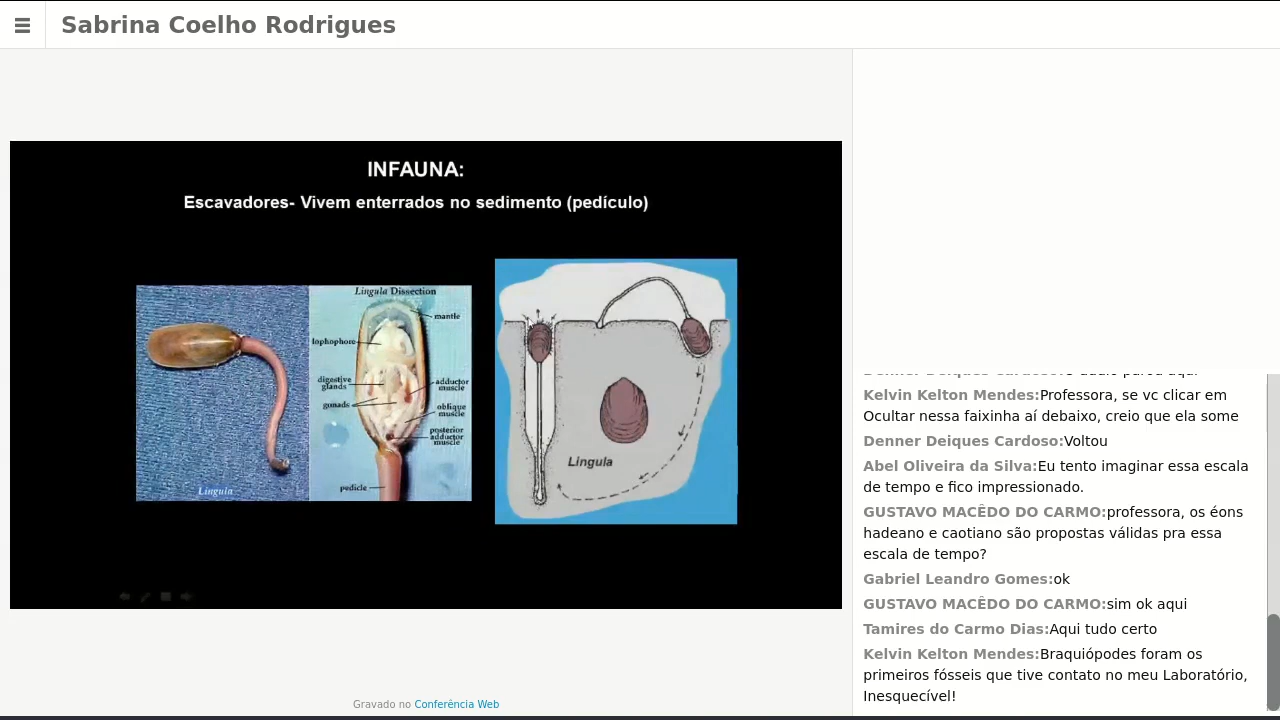 Sabrina Coelho Rodrigues
INFAUNA:
Escavadores- Vivem enterrados no sedimento (pedículo)
Lingula Dissection
mantle
lophophore
digestive
glands
gonads
adductor
muscle
oblique
muscle
posterior
adductor
muscle
pedicle
Lingula
Lingula
Kelvin Kelton Mendes:Professora, se vc clicar em
Ocultar nessa faixinha aí debaixo, creio que ela some
Denner Deiques Cardoso:Voltou
Abel Oliveira da Silva:Eu tento imaginar essa escala
de tempo e fico impressionado.
GUSTAVO MACÊDO DO CARMO:professora, os éons
hadeano e caotiano são propostas válidas pra essa
escala de tempo?
Gabriel Leandro Gomes:ok
GUSTAVO MACÊDO DO CARMO:sim ok aqui
Tamires do Carmo Dias:Aqui tudo certo
Kelvin Kelton Mendes:Braquiópodes foram os
primeiros fósseis que tive contato no meu Laboratório,
Inesquecível!
Gravado no Conferência Web